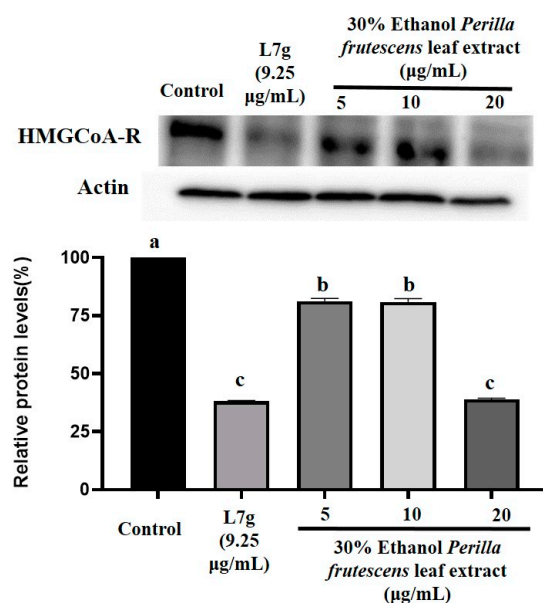 30% Ethanol Perilla
frutescens leaf extract
(μg/mL)
L7g
(9.25
μg/mL)
Control
5 10 20
HMGCoA-R
Actin
Relative protein levels(%)
100
75
50
25
0
a
c
b
b
c
Control
L7g
(9.25
μg/mL)
5 10 20
30% Ethanol Perilla
frutescens leaf extract
(μg/mL)